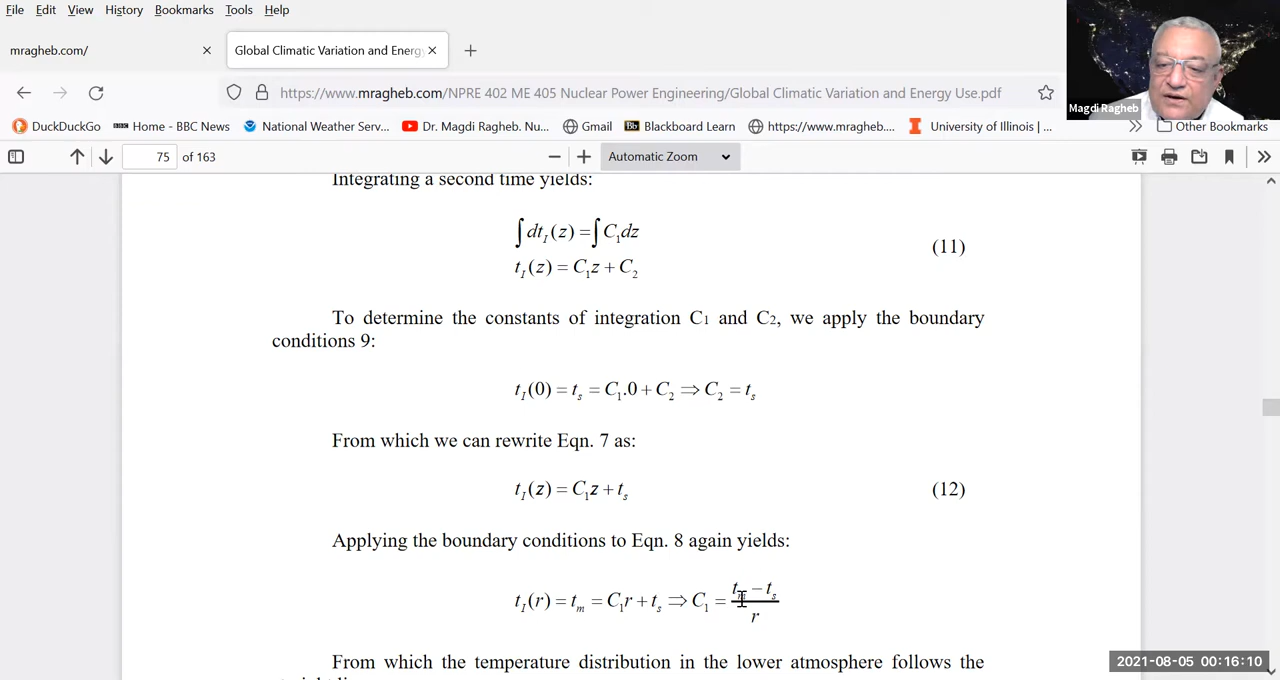 File Edit View History Bookmarks Tools Help
mragheb.com/
Global Climatic Variation and Energ
https://www.mragheb.com/NPRE 402 ME 405 Nuclear Power Engineering/Global Climatic Variation and Energy Use.pdf
DuckDuckGo Home - BBC News National Weather Serv... Dr. Magdi Ragheb. Nu... Gmail Blackboard Learn https://www.mragheb.... University of Illinois | ... Other Bookmarks
Magdi Ragheb
75 of 163 Automatic Zoom
Integrating a second time yields:
∫ dt_I(z) = ∫ C_1dz
(11)
t_I(z) = C_1z + C_2
To determine the constants of integration C1 and C2, we apply the boundary
conditions 9:
t_I(0) = t_s = C_1.0 + C_2 ⇒ C_2 = t_s
From which we can rewrite Eqn. 7 as:
t_I(z) = C_1z + t_s (12)
Applying the boundary conditions to Eqn. 8 again yields:
t_I(r) = t_m = C_1r + t_s ⇒ C_1 = (t_m − t_s) / r
From which the temperature distribution in the lower atmosphere follows the
2021-08-05 00:16:10